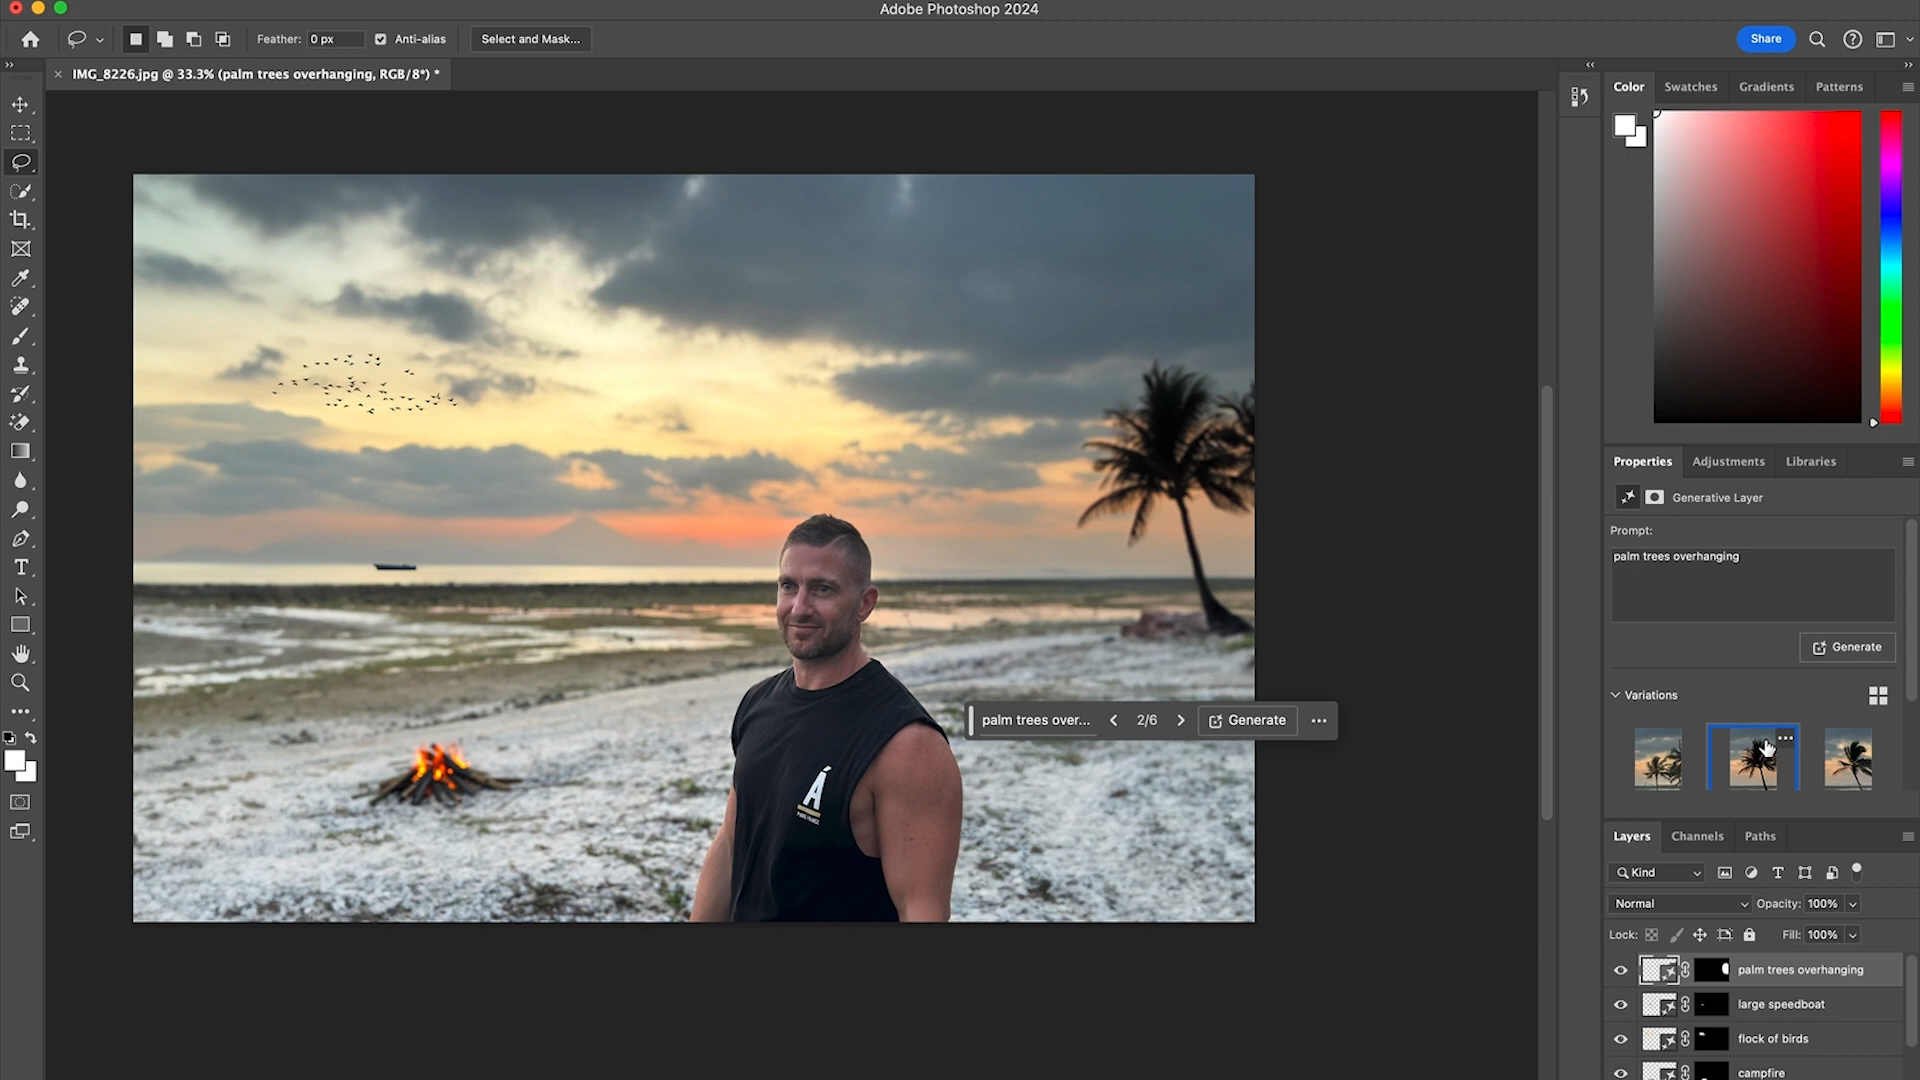 Adobe Photoshop 2024
Feather: 0 px Anti-alias Select and Mask... Share
IMG_8226.jpg @ 33.3% (palm trees overhanging, RGB/8*) *
Color Swatches Gradients Patterns
Properties Adjustments Libraries
Generative Layer
Prompt:
palm trees overhanging
Generate
Variations
palm trees over... 2/6 Generate
Á
Layers Channels Paths
Kind
Normal Opacity: 100%
Lock: Fill: 100%
palm trees overhanging
large speedboat
flock of birds
campfire